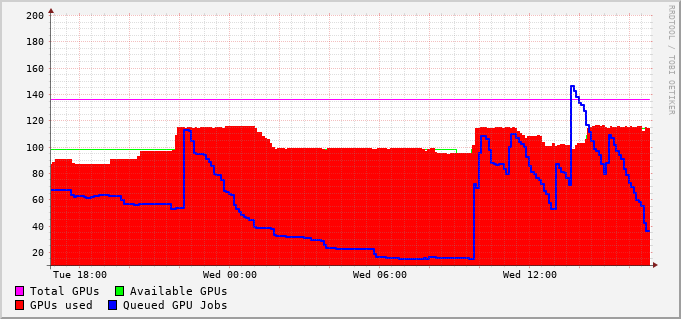 200
180
160
140
120
100
80
60
40
20
Tue 18:00 Wed 00:00 Wed 06:00 Wed 12:00
Total GPUs Available GPUs
GPUs used Queued GPU Jobs
RRDTOOL / TOBI OETIKER